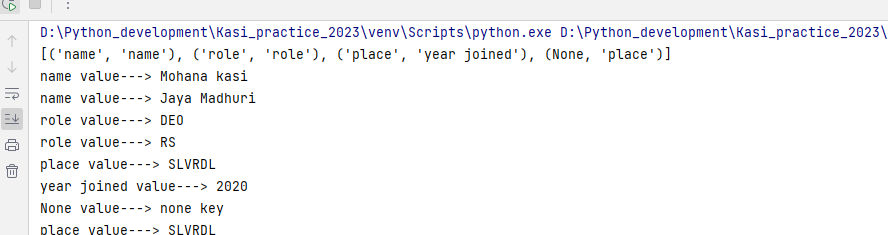 D:\Python_development\Kasi_practice_2023\venv\Scripts\python.exe D:\Python_development\Kasi_practice_2023\
[('name', 'name'), ('role', 'role'), ('place', 'year joined'), (None, 'place')]
name value---> Mohana kasi
name value---> Jaya Madhuri
role value---> DEO
role value---> RS
place value---> SLVRDL
year joined value---> 2020
None value---> none key
place value---> SLVRDL